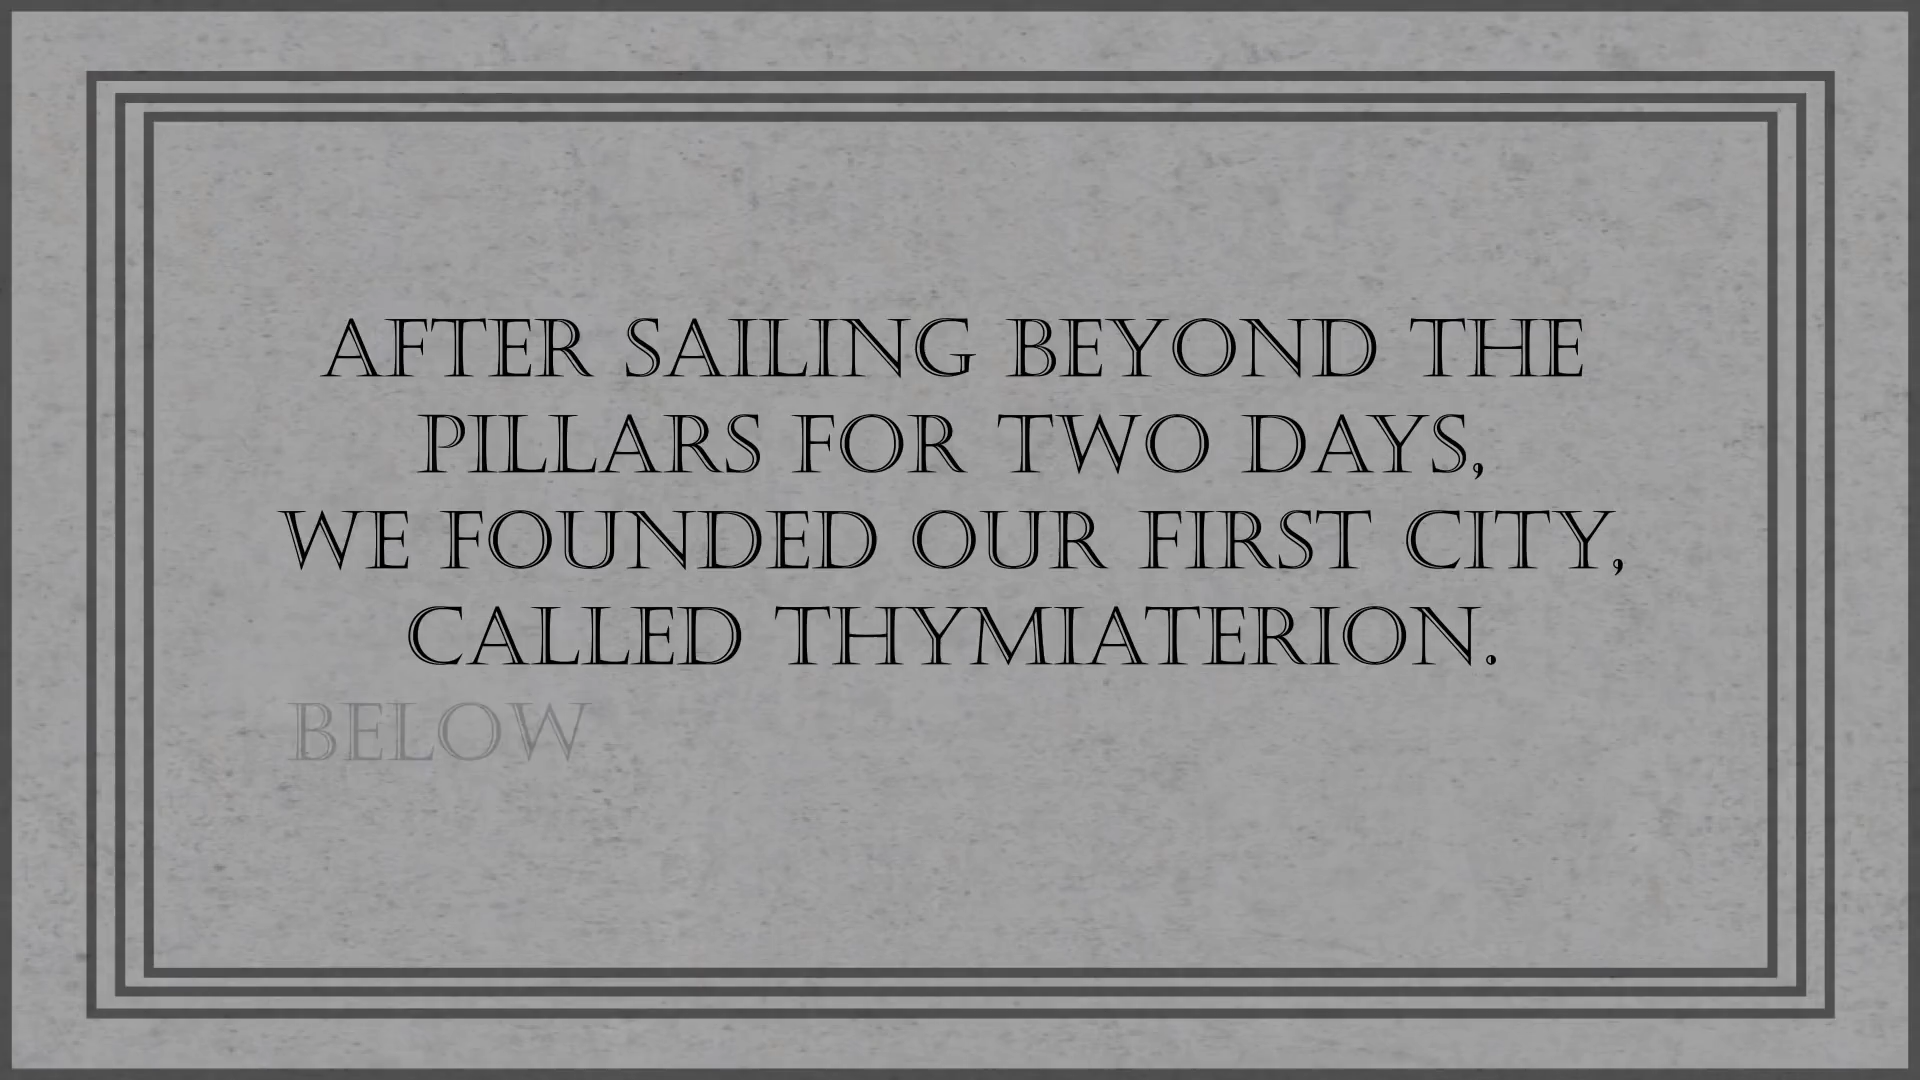 AFTER SAILING BEYOND THE
PILLARS FOR TWO DAYS,
WE FOUNDED OUR FIRST CITY,
CALLED THYMIATERION.
BELOW